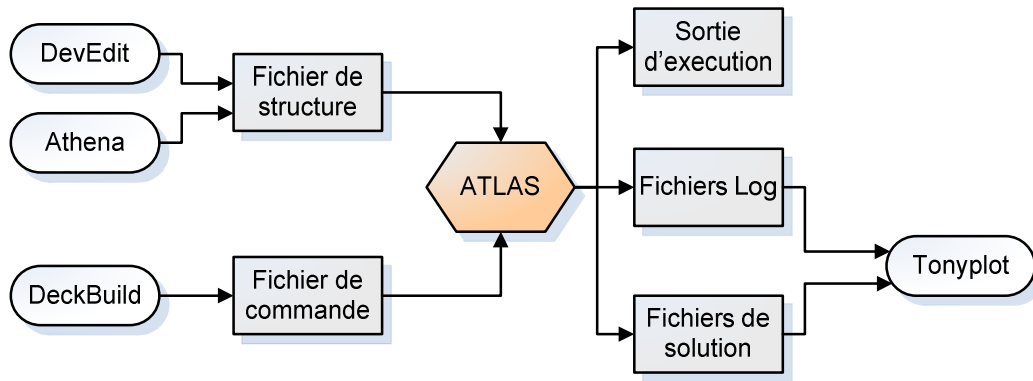 DevEdit
Athena
Fichier de
structure
DeckBuild
Fichier de
commande
ATLAS
Sortie
d'execution
Fichiers Log
Fichiers de
solution
Tonyplot